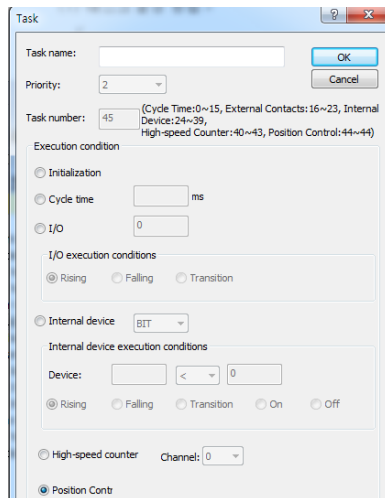 Task
Task name:
OK
Priority: 2
Cancel
Task number: 45 (Cycle Time:0~15, External Contacts:16~23, Internal
Device:24~39,
High-speed Counter:40~43, Position Control:44~44)
Execution condition
Initialization
Cycle time ms
I/O 0
I/O execution conditions
Rising Falling Transition
Internal device BIT
Internal device execution conditions
Device: < 0
Rising Falling Transition On Off
High-speed counter Channel: 0
Position Contr